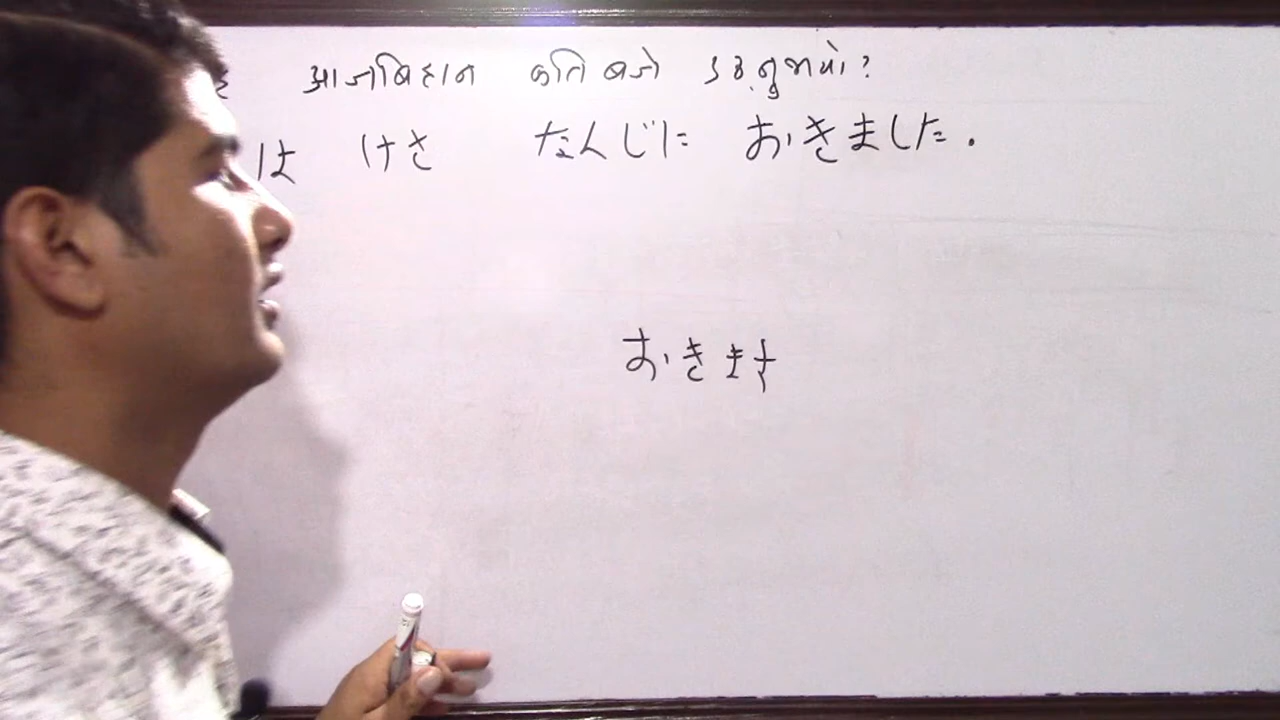 आज बिहान कति बजे उठ्नुभयो?
は けさ なんじに おきました.
おきます